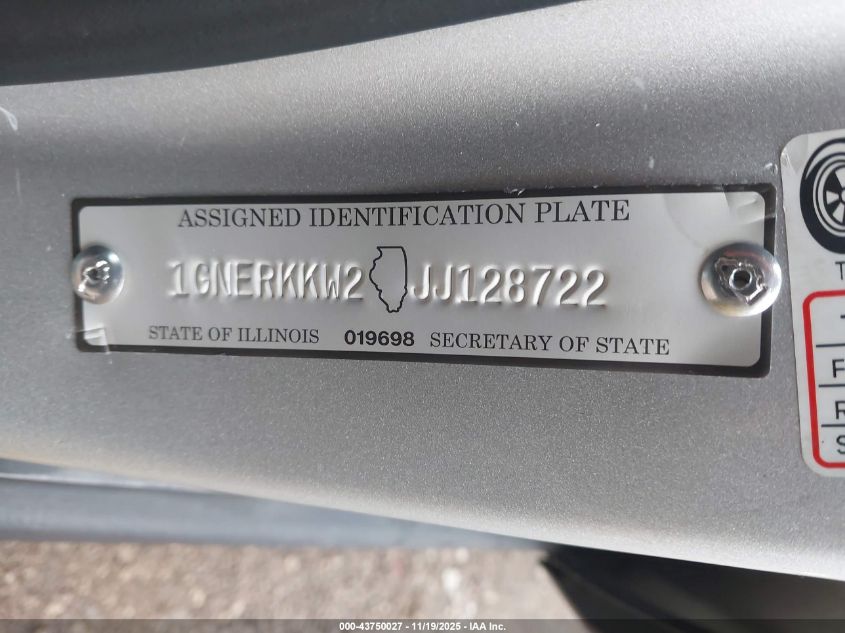 ASSIGNED IDENTIFICATION PLATE
1GNERKKW2 JJ128722
STATE OF ILLINOIS 019698 SECRETARY OF STATE
T
F
R
S
000-43750027 - 11/19/2025 - IAA Inc.